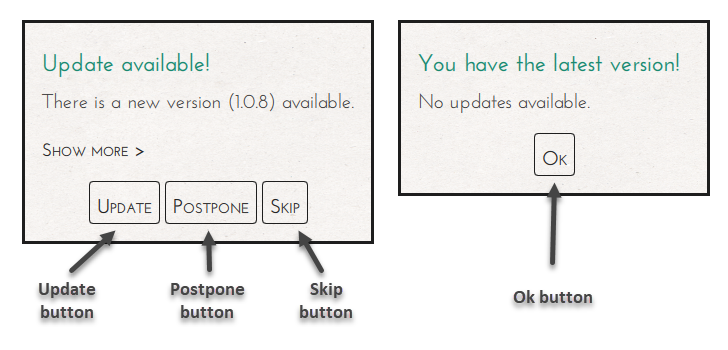 Update available!
There is a new version (1.0.8) available.
Show more >
Update Postpone Skip
Update button
Postpone button
Skip button
You have the latest version!
No updates available.
Ok
Ok button